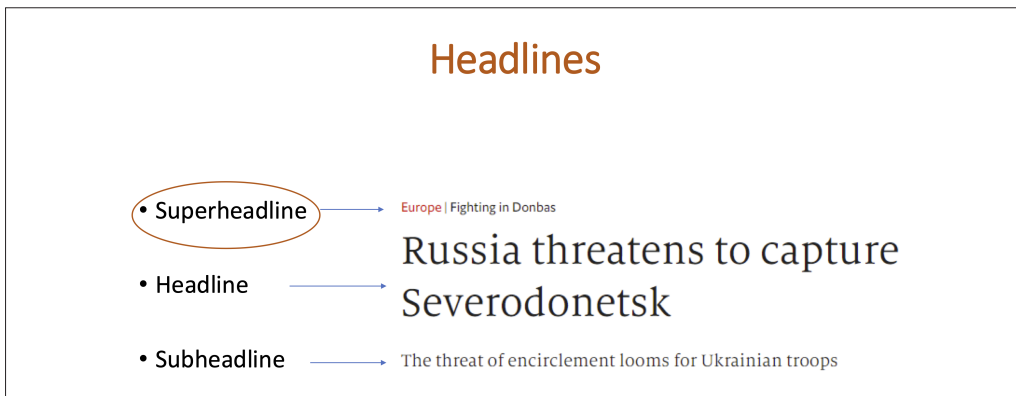 Headlines
• Superheadline
Europe | Fighting in Donbas
• Headline
Russia threatens to capture
Severodonetsk
• Subheadline
The threat of encirclement looms for Ukrainian troops